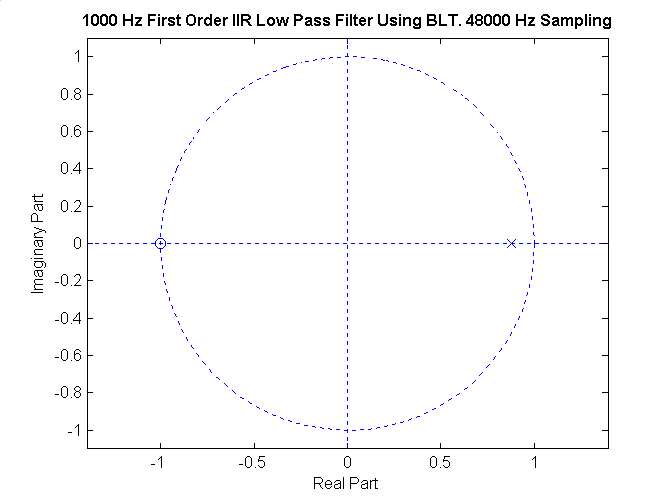 1000 Hz First Order IIR Low Pass Filter Using BLT. 48000 Hz Sampling
1
0.8
0.6
0.4
0.2
0
-0.2
-0.4
-0.6
-0.8
-1
Imaginary Part
-1 -0.5 0 0.5 1
Real Part